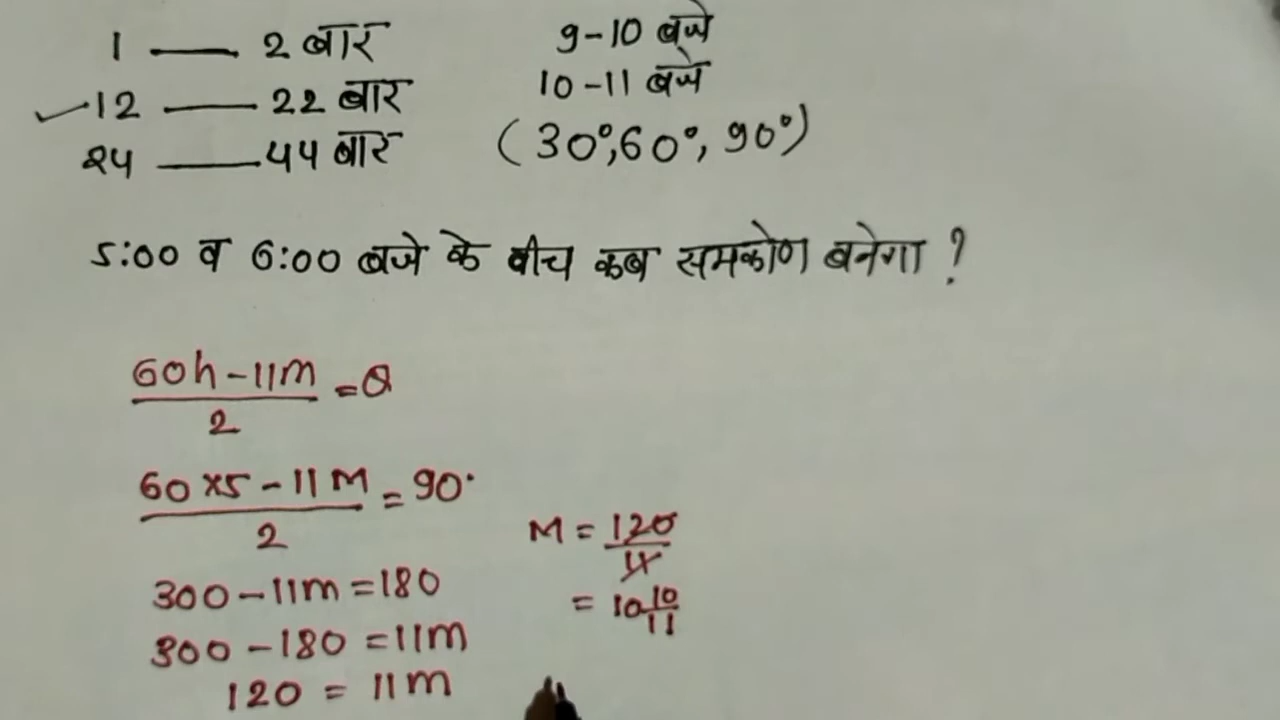 1 — 2 बार
✓12 — 22 बार
24 — 44 बार
9-10 बजे
10-11 बजे
(30°,60°, 90°)
5:00 व 6:00 बजे के बीच कब समकोण बनेगा ?
60h-11m/2 = Q
60×5-11M/2 = 90°
300-11m=180
300-180=11m
120 = 11m
M = 120/11
= 10 10/11